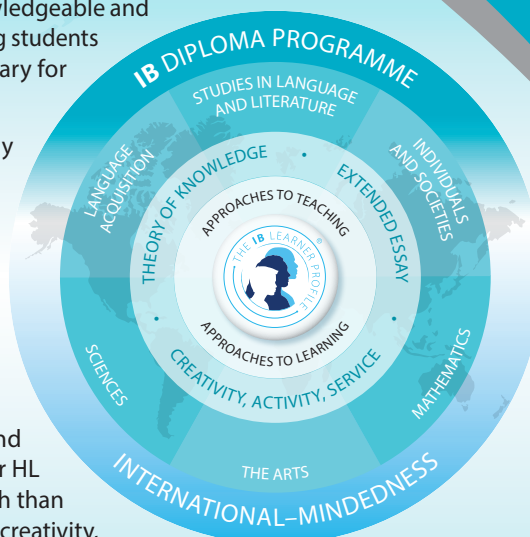 wledgeable and
g students
ary for
y
nd
r HL
h than
creativity,
IB DIPLOMA PROGRAMME
STUDIES IN LANGUAGE
AND LITERATURE
LANGUAGE
ACQUISITION
INDIVIDUALS
AND SOCIETIES
THEORY OF KNOWLEDGE
•
EXTENDED ESSAY
APPROACHES TO TEACHING
THE IB LEARNER PROFILE
®
APPROACHES TO LEARNING
•
CREATIVITY, ACTIVITY, SERVICE
•
SCIENCES
MATHEMATICS
THE ARTS
INTERNATIONAL–MINDEDNESS